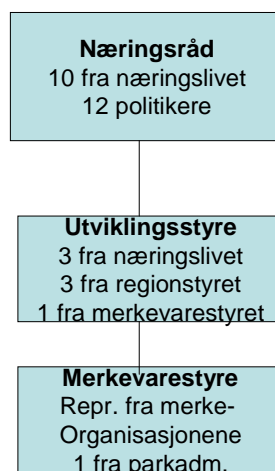 Næringsråd
10 fra næringslivet
12 politikere
Utviklingsstyre
3 fra næringslivet
3 fra regionstyret
1 fra merkevarestyret
Merkevarestyre
Repr. fra merke-
Organisasjonene
1 fra parkadm.